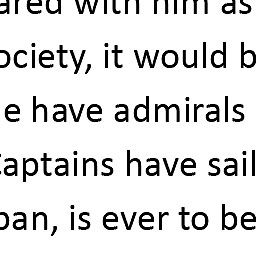 ared with him as
ociety, it would b
e have admirals
Captains have sail
pan, is ever to be